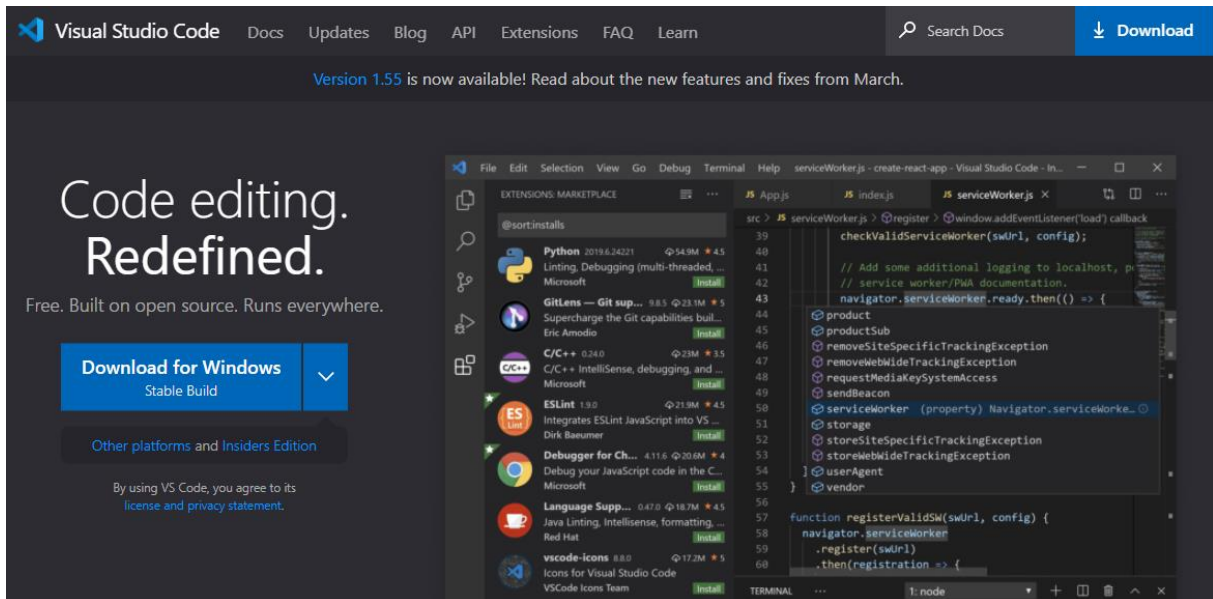 Visual Studio Code Docs Updates Blog API Extensions FAQ Learn Search Docs Download
Version 1.55 is now available! Read about the new features and fixes from March.
Code editing.
Redefined.
Free. Built on open source. Runs everywhere.
Download for Windows
Stable Build
Other platforms and Insiders Edition
By using VS Code, you agree to its
license and privacy statement.
File Edit Selection View Go Debug Terminal Help serviceWorker.js - create-react-app - Visual Studio Code - In...
EXTENSIONS: MARKETPLACE ...
@sort:installs
Python 2019.6.24221 54.9M ★ 4.5
Linting, Debugging (multi-threaded, ...
Microsoft Install
GitLens — Git sup... 9.8.5 23.1M ★ 5
Supercharge the Git capabilities buil...
Eric Amodio Install
C/C++ 0.24.0 23M ★ 3.5
C/C++ IntelliSense, debugging, and ...
Microsoft Install
ESLint 1.9.0 21.9M ★ 4.5
Integrates ESLint JavaScript into VS ...
Dirk Baeumer Install
Debugger for Ch... 4.11.6 20.6M ★ 4
Debug your JavaScript code in the C...
Microsoft Install
Language Supp... 0.47.0 18.7M ★ 4.5
Java Linting, Intellisense, formatting, ...
Red Hat Install
vscode-icons 8.8.0 17.2M ★ 5
Icons for Visual Studio Code
VSCode Icons Team Install
JS App.js JS index.js JS serviceWorker.js ...
src > JS serviceWorker.js > register > window.addEventListener('load') callback
39 checkValidServiceWorker(swUrl, config);
40
41 // Add some additional logging to localhost, p
42 // service worker/PWA documentation.
43 navigator.serviceWorker.ready.then(() => {
44 product
45 productSub
46 removeSiteSpecificTrackingException
47 removeWebWideTrackingException
48 requestMediaKeySystemAccess
49 sendBeacon
50 serviceWorker (property) Navigator.serviceWorke...
51 storage
52 storeSiteSpecificTrackingException
53 storeWebWideTrackingException
54 } userAgent
55 } vendor
56
57 function registerValidSW(swUrl, config) {
58 navigator.serviceWorker
59 .register(swUrl)
60 .then(registration => {
TERMINAL ... 1: node